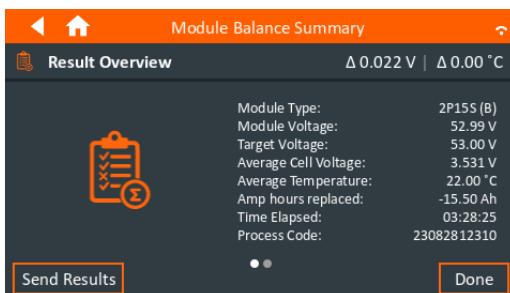 Module Balance Summary
Result Overview Δ 0.022 V | Δ 0.00 °C
Module Type: 2P15S (B)
Module Voltage: 52.99 V
Target Voltage: 53.00 V
Average Cell Voltage: 3.531 V
Average Temperature: 22.00 °C
Amp hours replaced: -15.50 Ah
Time Elapsed: 03:28:25
Process Code: 23082812310
Σ
Send Results Done